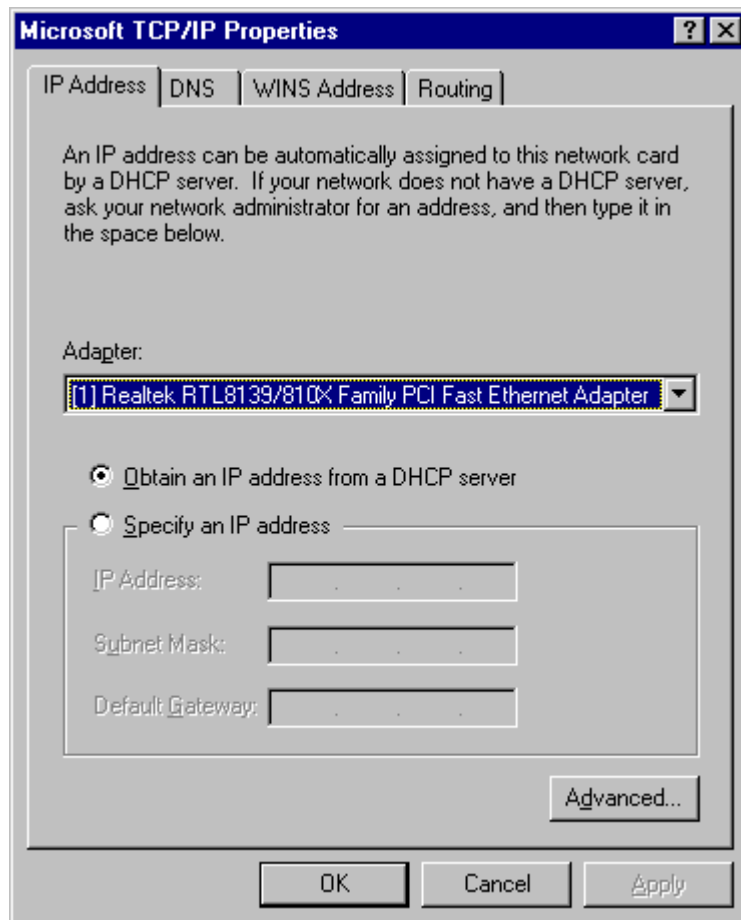 Microsoft TCP/IP Properties
IP Address DNS WINS Address Routing
An IP address can be automatically assigned to this network card
by a DHCP server. If your network does not have a DHCP server,
ask your network administrator for an address, and then type it in
the space below.
Adapter:
[1] Realtek RTL8139/810X Family PCI Fast Ethernet Adapter
Obtain an IP address from a DHCP server
Specify an IP address
IP Address:
Subnet Mask:
Default Gateway:
Advanced...
OK Cancel Apply